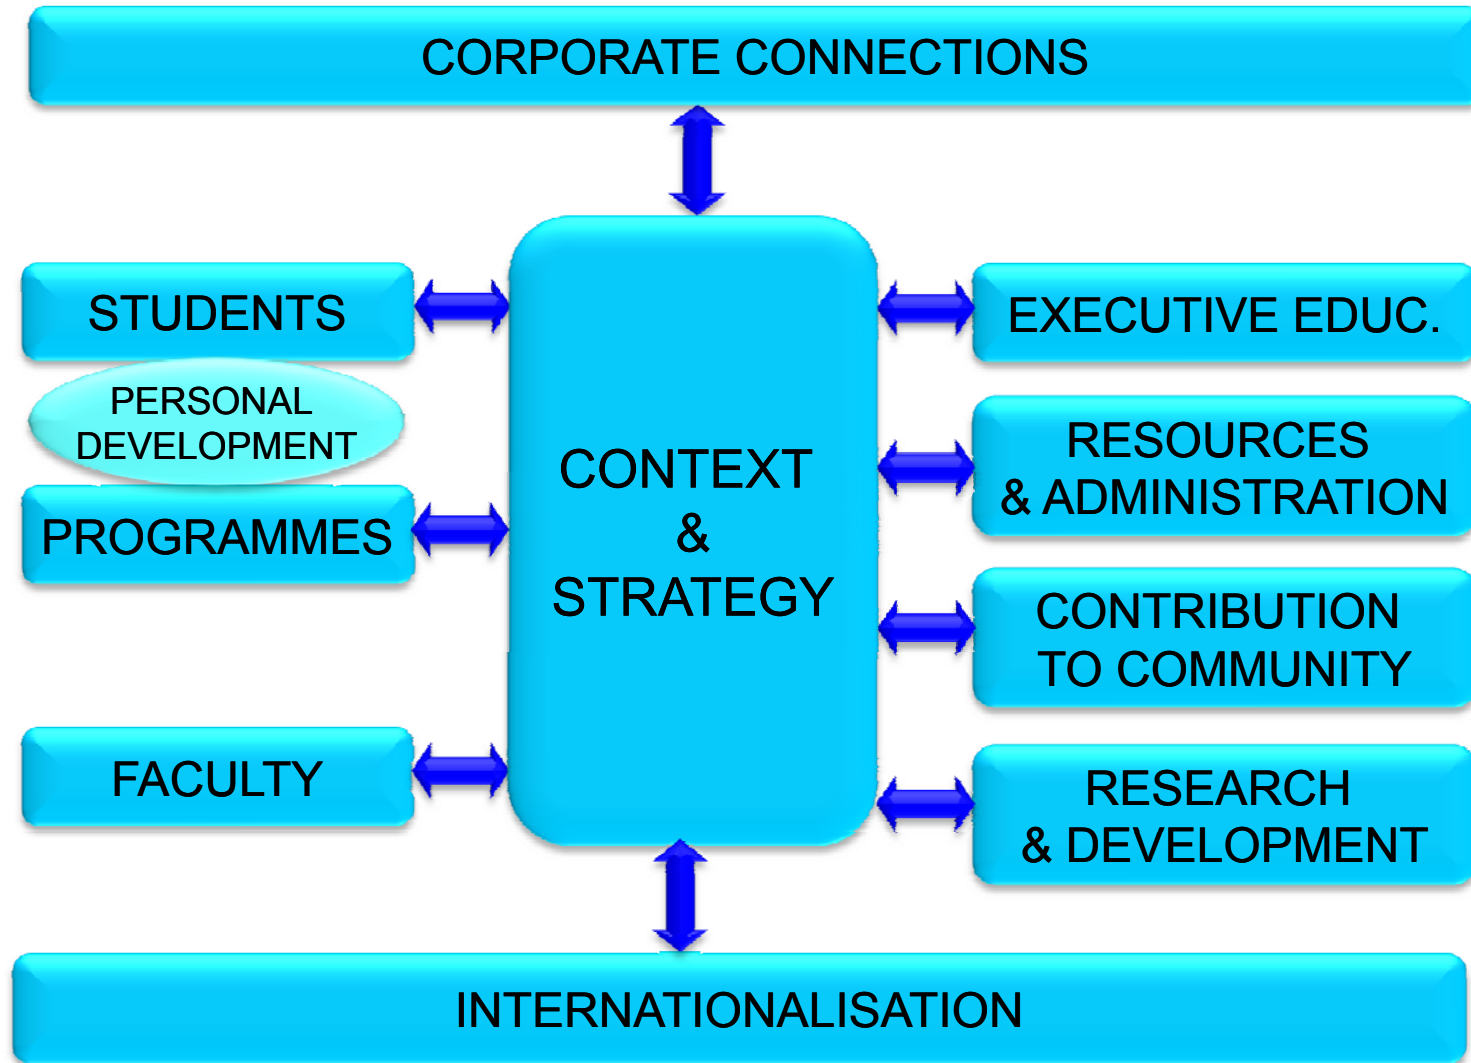 CORPORATE CONNECTIONS
STUDENTS
PERSONAL
DEVELOPMENT
PROGRAMMES
FACULTY
CONTEXT
&
STRATEGY
EXECUTIVE EDUC.
RESOURCES
& ADMINISTRATION
CONTRIBUTION
TO COMMUNITY
RESEARCH
& DEVELOPMENT
INTERNATIONALISATION